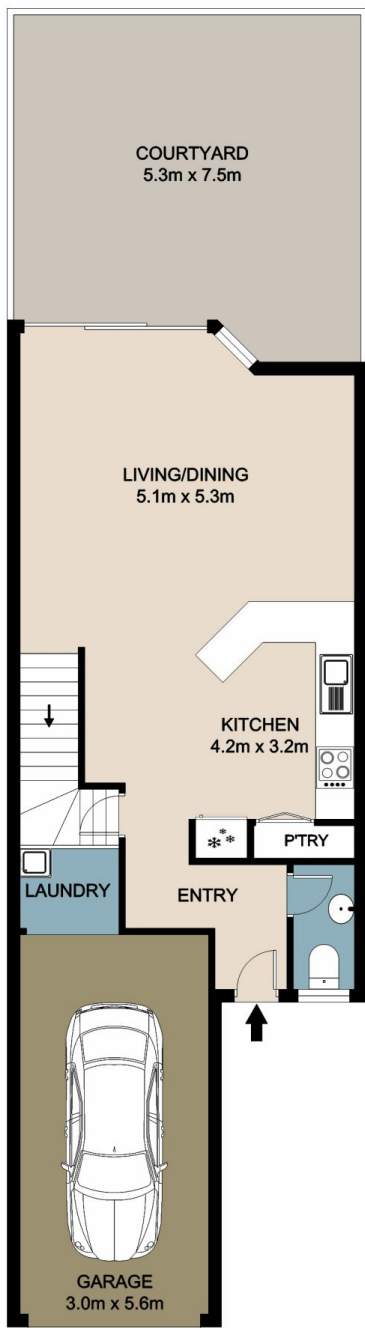 COURTYARD
5.3m x 7.5m
LIVING/DINING
5.1m x 5.3m
KITCHEN
4.2m x 3.2m
P'TRY
LAUNDRY
ENTRY
GARAGE
3.0m x 5.6m